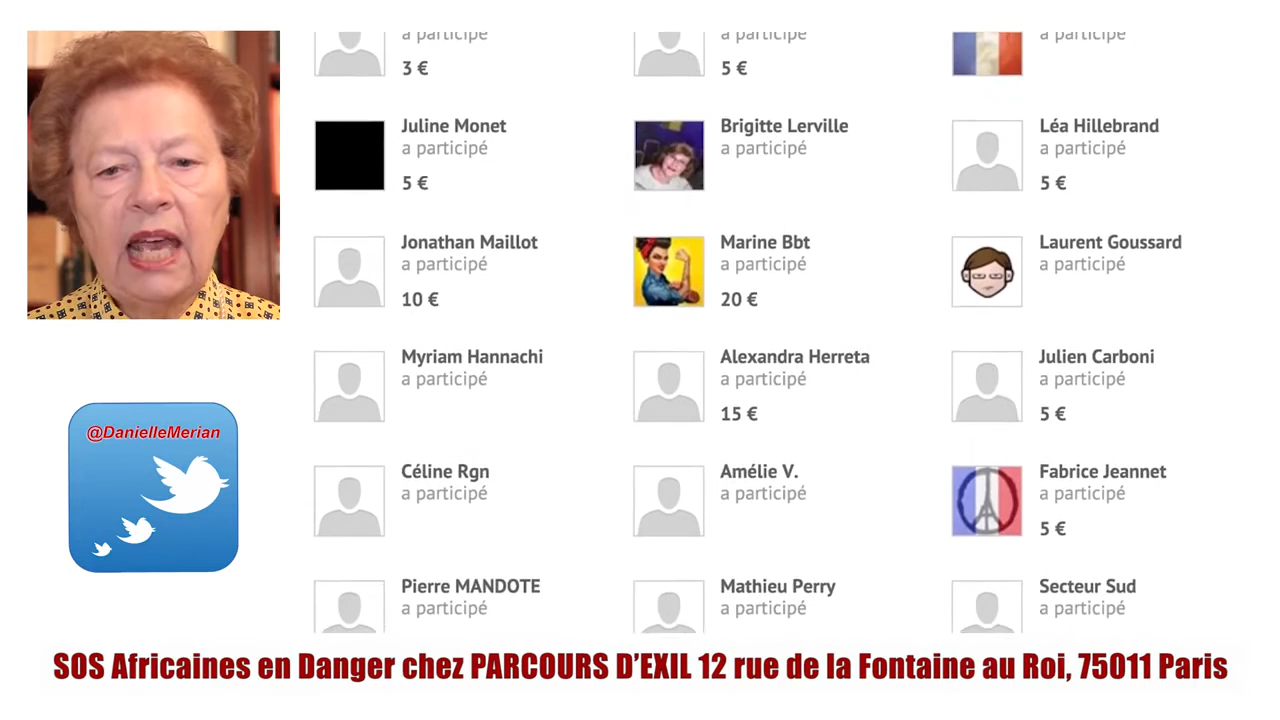 a participé
3 €
a participé
5 €
a participé
Juline Monet
a participé
5 €
Brigitte Lerville
a participé
Léa Hillebrand
a participé
5 €
Jonathan Maillot
a participé
10 €
Marine Bbt
a participé
20 €
Laurent Goussard
a participé
Myriam Hannachi
a participé
Alexandra Herreta
a participé
15 €
Julien Carboni
a participé
5 €
@DanielleMerian
Céline Rgn
a participé
Amélie V.
a participé
Fabrice Jeannet
a participé
5 €
Pierre MANDOTE
a participé
Mathieu Perry
a participé
Secteur Sud
a participé
SOS Africaines en Danger chez PARCOURS D'EXIL 12 rue de la Fontaine au Roi, 75011 Paris